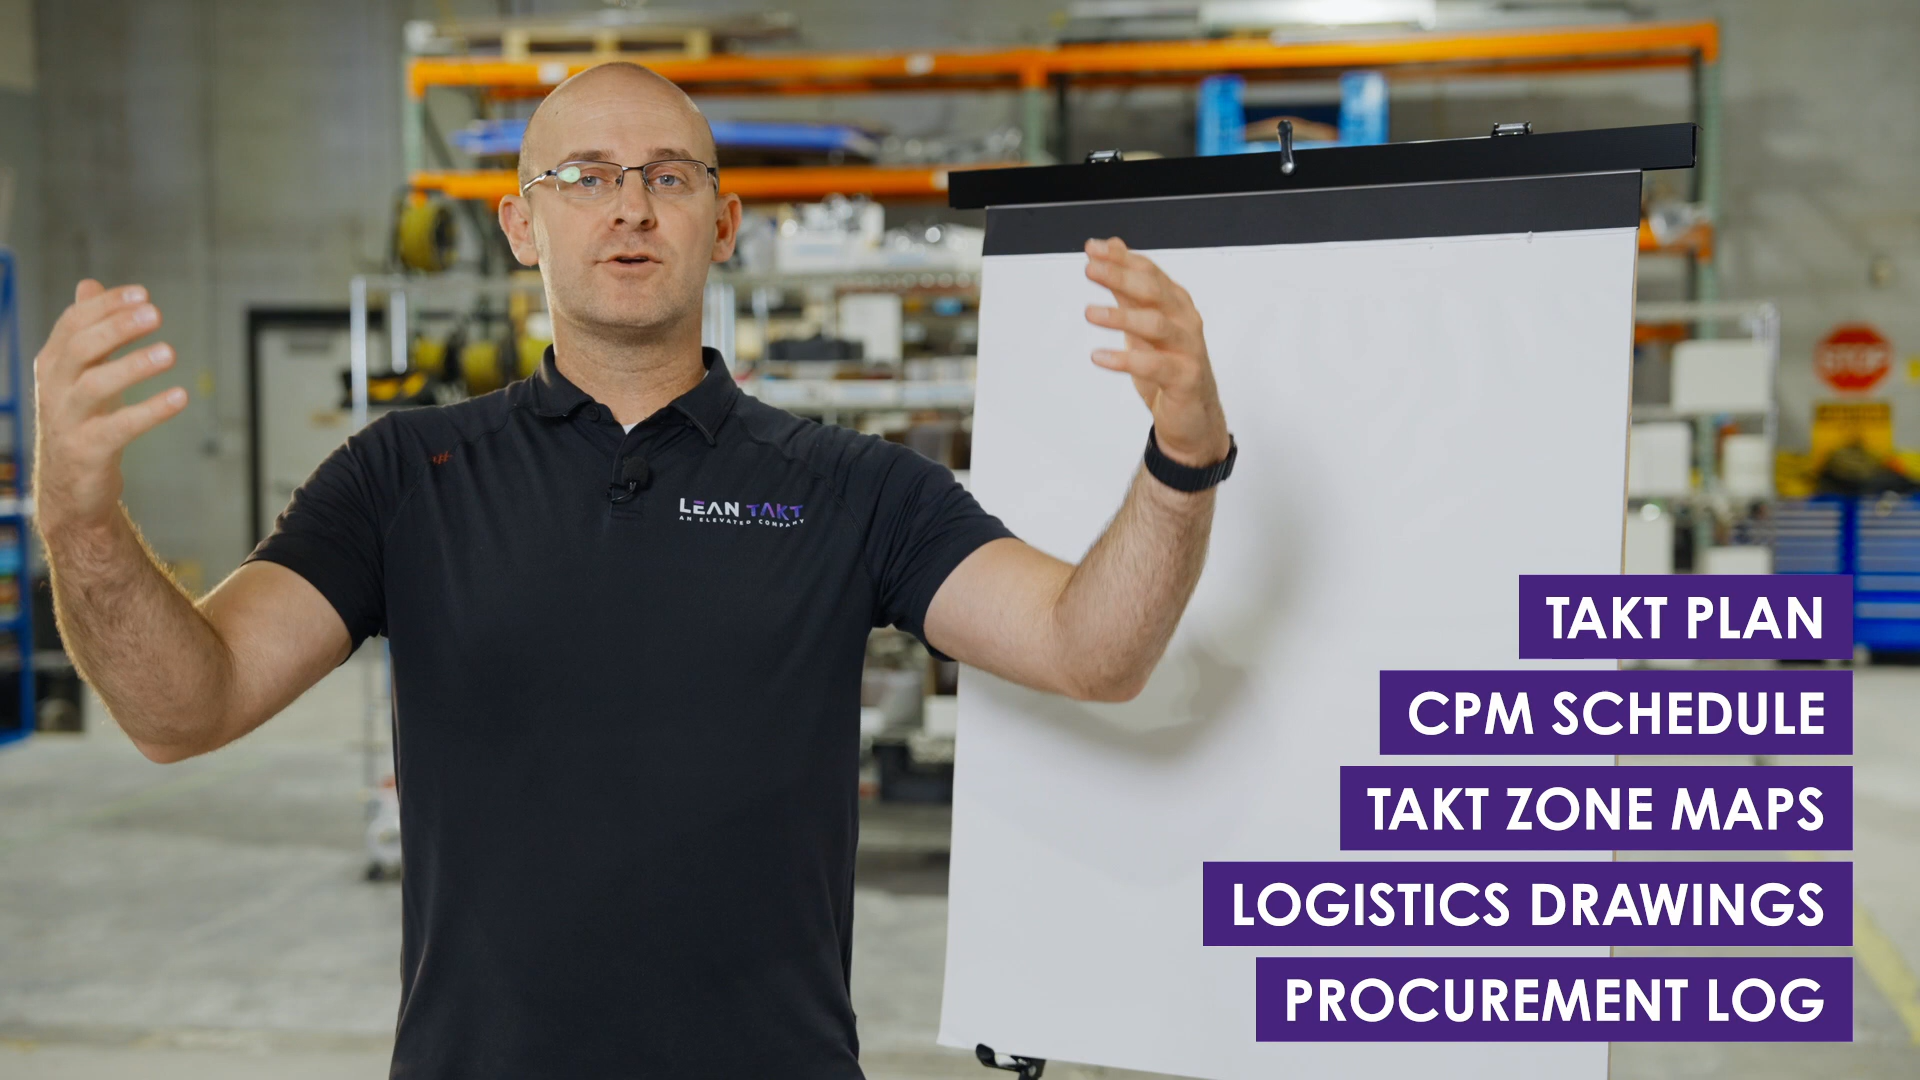 LEAN TAKT
AN ELEVATED COMPANY
STOP
TAKT PLAN
CPM SCHEDULE
TAKT ZONE MAPS
LOGISTICS DRAWINGS
PROCUREMENT LOG